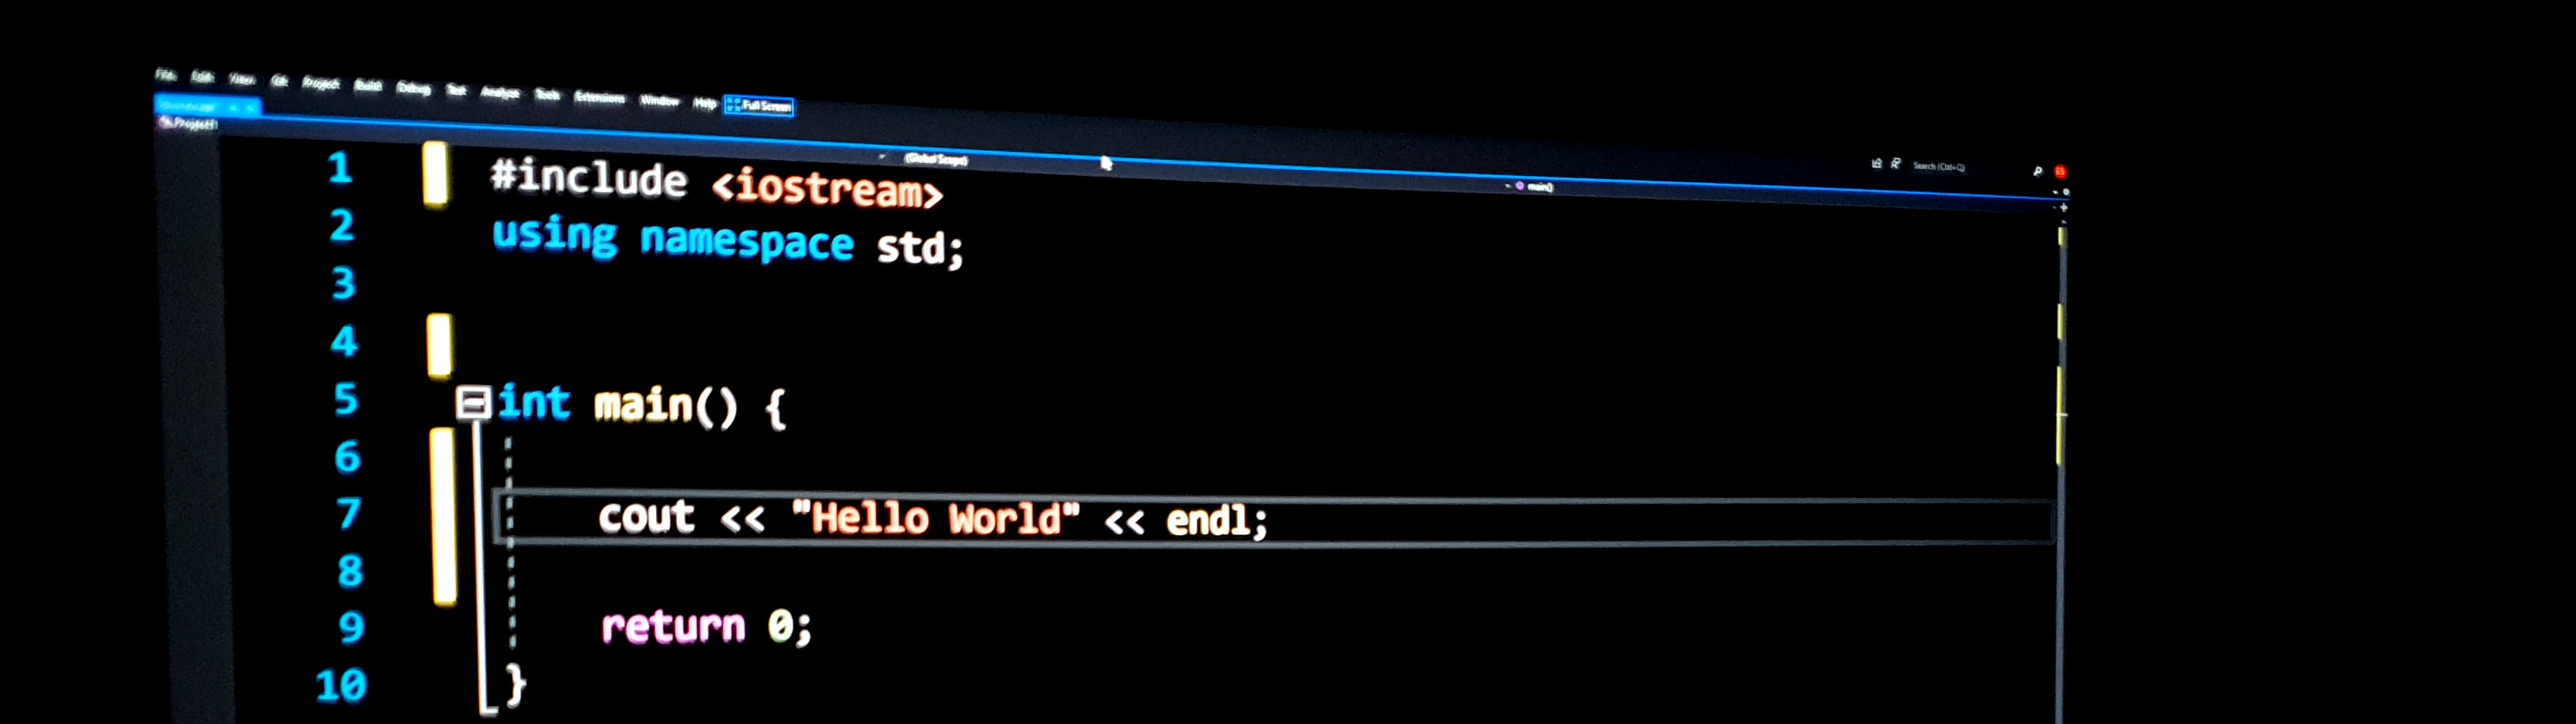 File Edit View Git Project Build Debug Test Analyze Tools Extensions Window Help Full Screen
Search (Ctrl+Q)
Project1
(Global Scope)
main()
1 #include <iostream>
2 using namespace std;
3
4
5 int main() {
6
7 cout << "Hello World" << endl;
8
9 return 0;
10 }